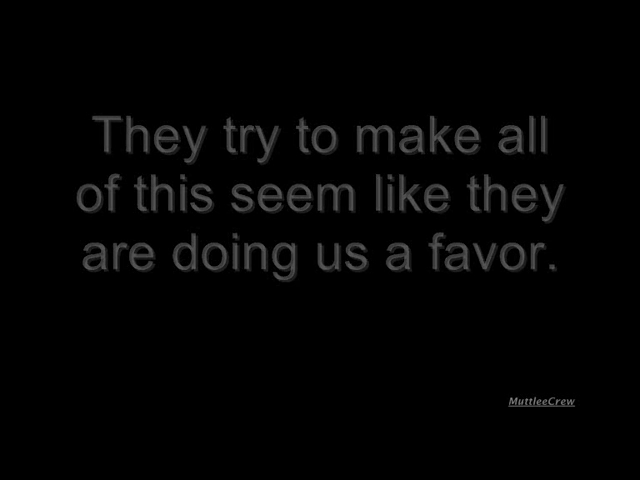 They try to make all
of this seem like they
are doing us a favor.
MuttleeCrew